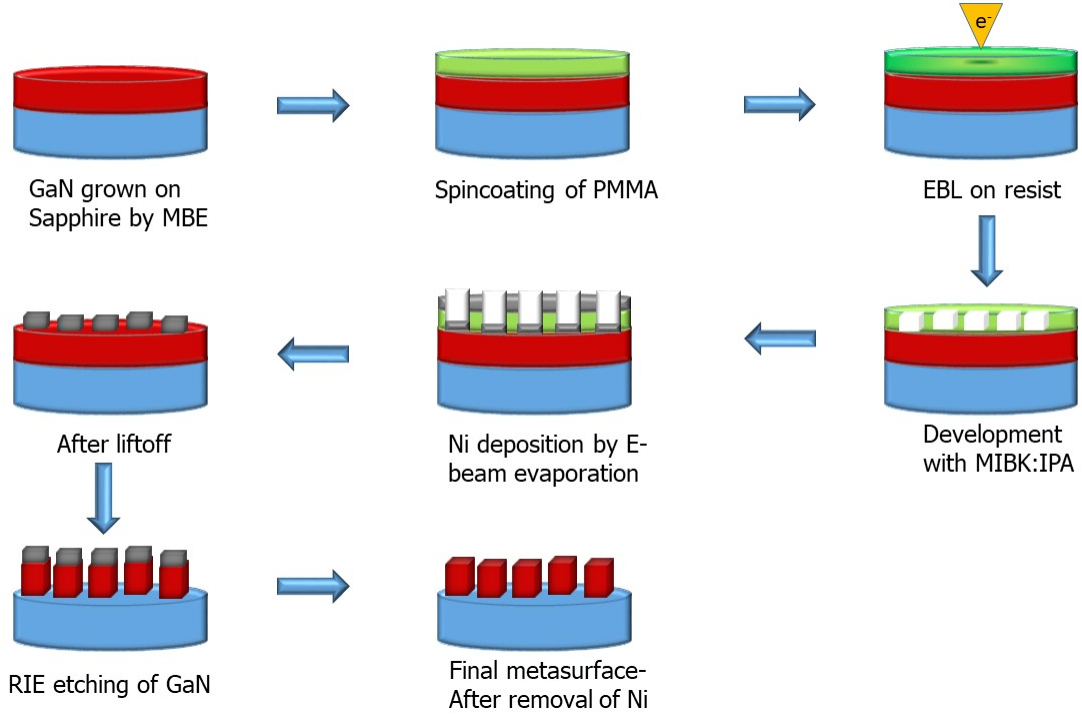 e-
GaN grown on
Sapphire by MBE
Spincoating of PMMA
EBL on resist
After liftoff
Ni deposition by E-
beam evaporation
Development
with MIBK:IPA
RIE etching of GaN
Final metasurface-
After removal of Ni